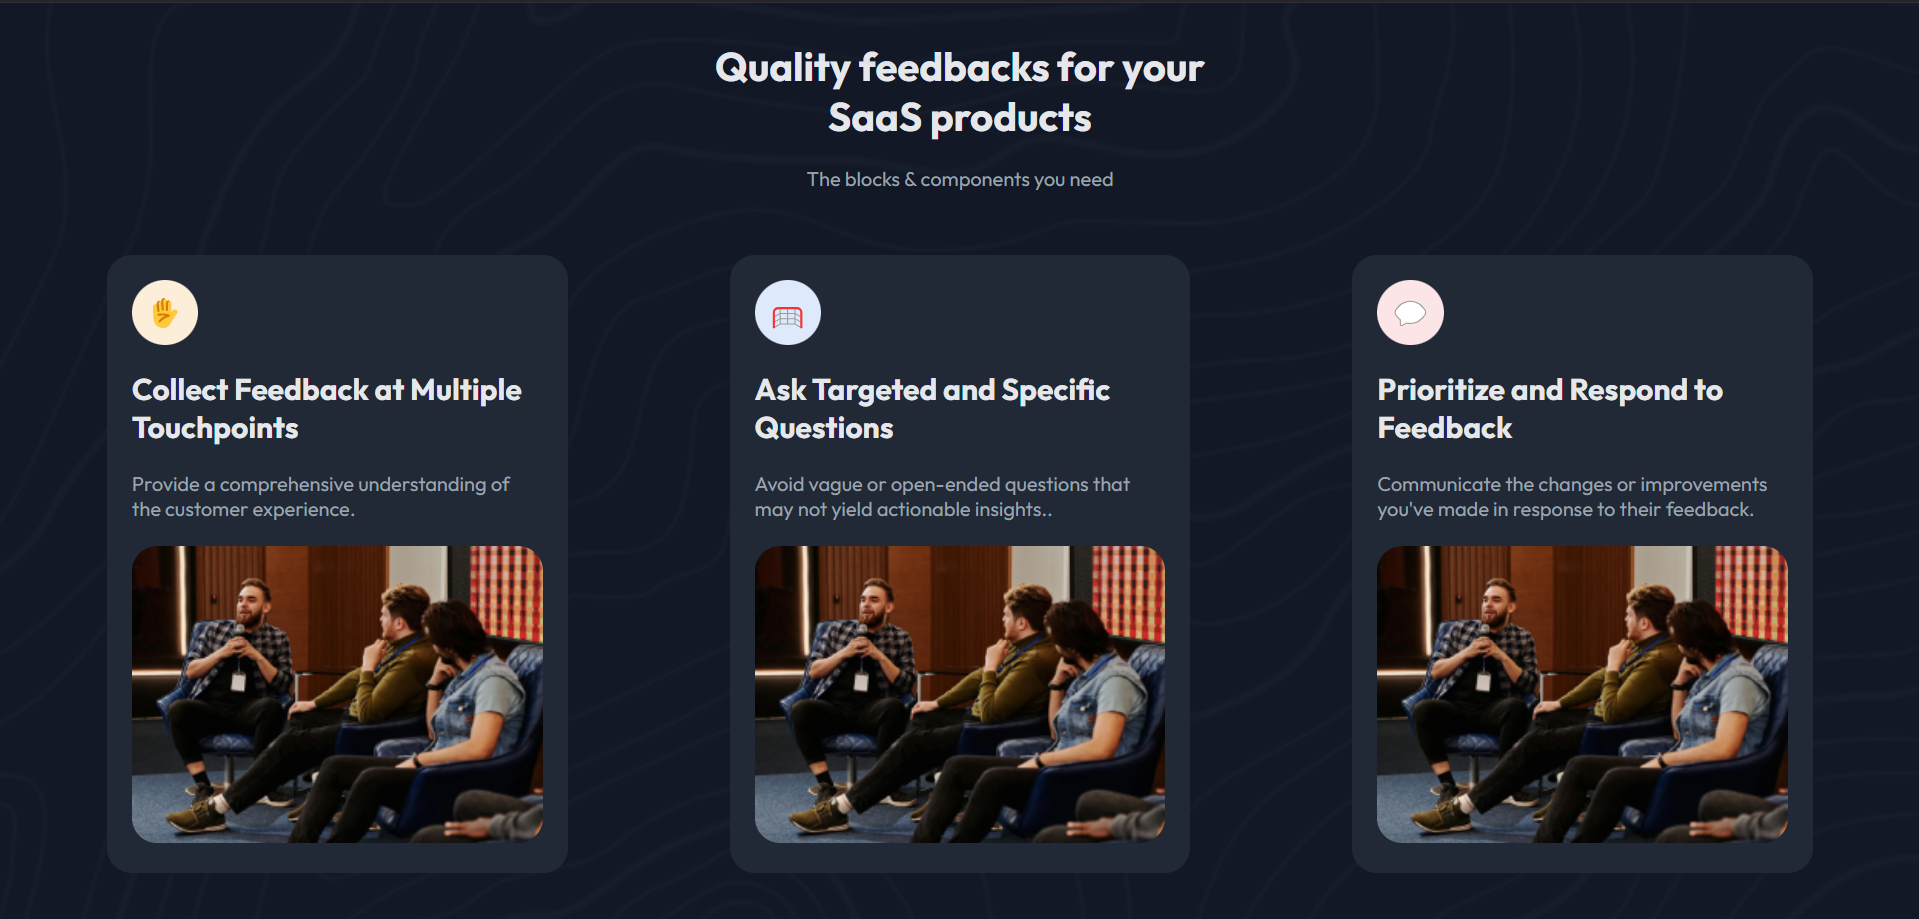 Quality feedbacks for your
SaaS products
The blocks & components you need
Collect Feedback at Multiple
Touchpoints
Provide a comprehensive understanding of
the customer experience.
Ask Targeted and Specific
Questions
Avoid vague or open-ended questions that
may not yield actionable insights..
Prioritize and Respond to
Feedback
Communicate the changes or improvements
you've made in response to their feedback.